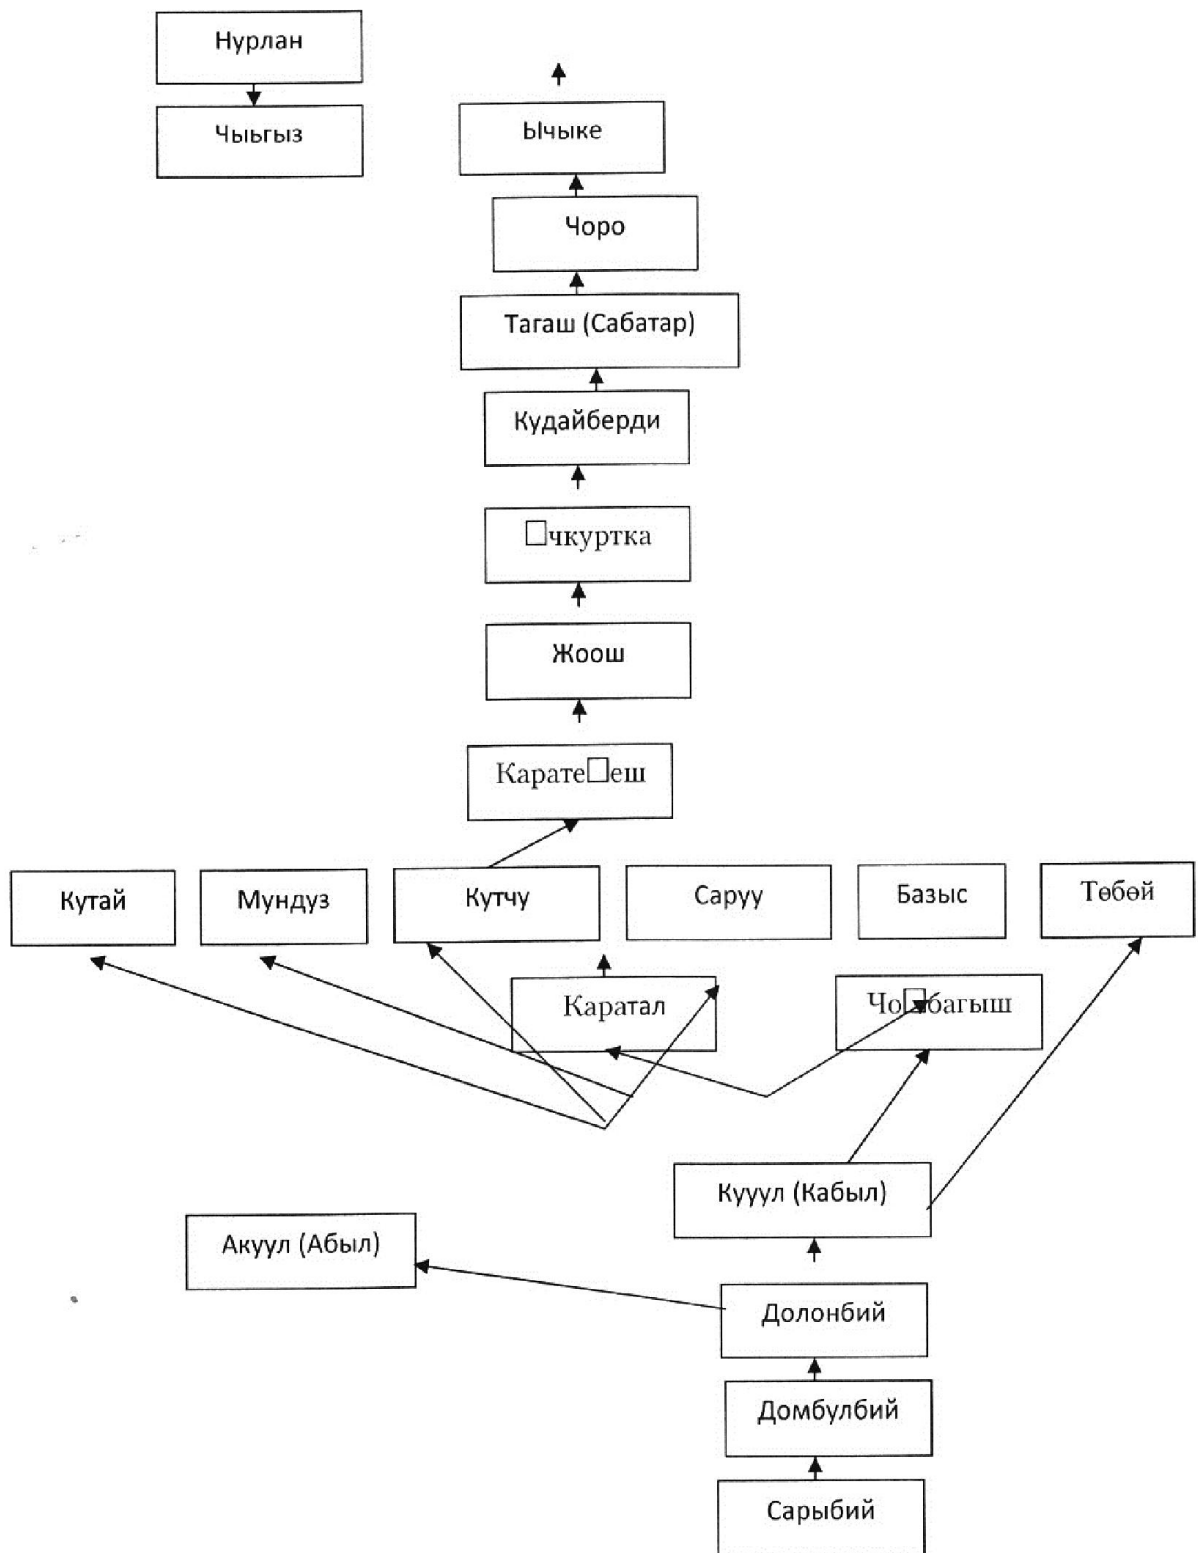 Нурлан
Чыьгыз
Ычыке
Чоро
Тагаш (Сабатар)
Кудайберди
□чкуртка
Жоош
Карате□еш
Кутай
Мундуз
Кутчу
Саруу
Базыс
Төбөй
Каратал
Чо□багыш
Кууул (Кабыл)
Акуул (Абыл)
Долонбий
Домбулбий
Сарыбий